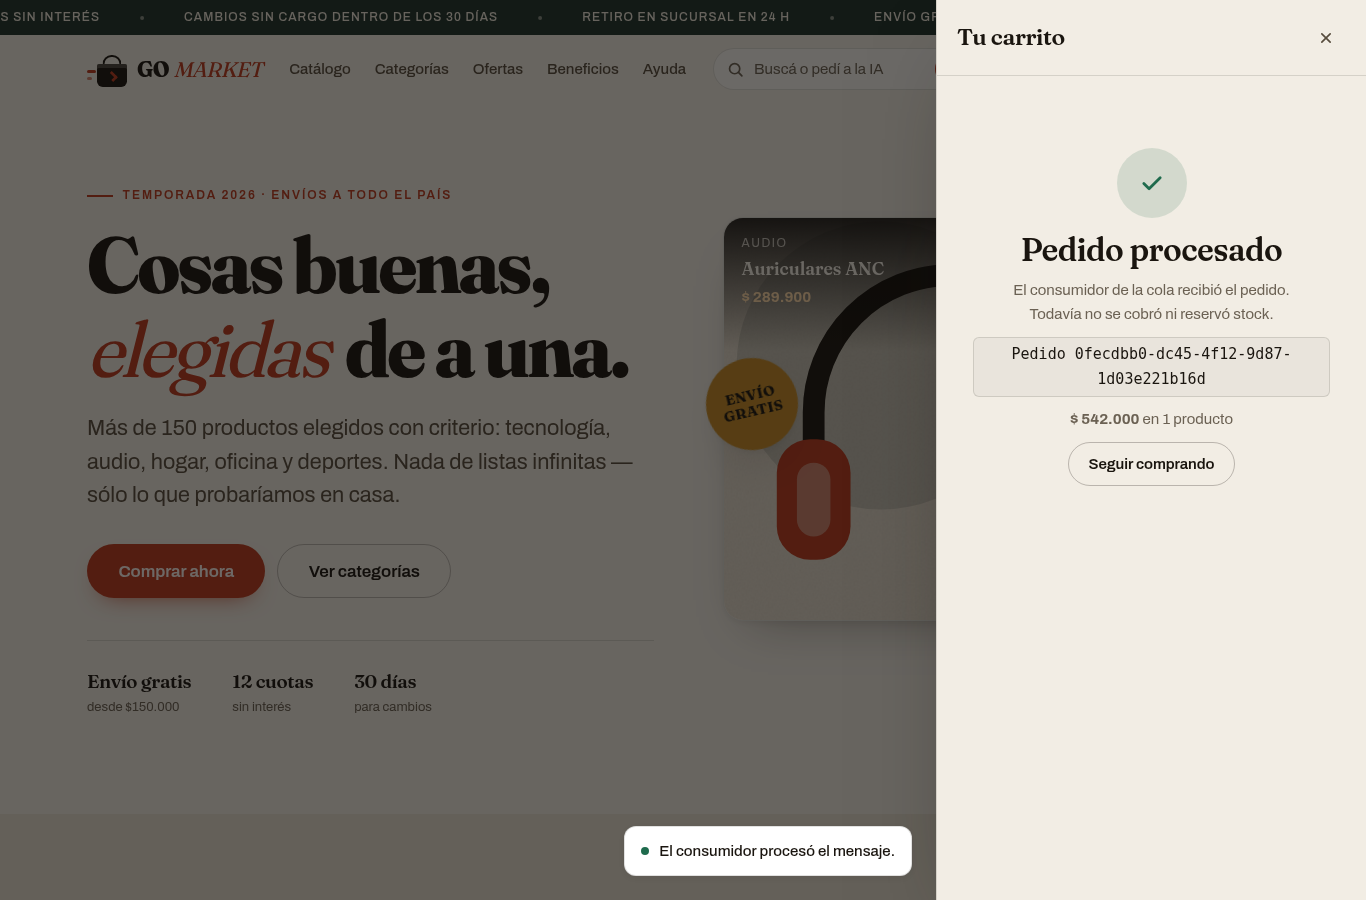 S SIN INTERÉS • CAMBIOS SIN CARGO DENTRO DE LOS 30 DÍAS • RETIRO EN SUCURSAL EN 24 H • ENVÍO
GO MARKET Catálogo Categorías Ofertas Beneficios Ayuda Buscá o pedí a la IA
TEMPORADA 2026 · ENVÍOS A TODO EL PAÍS
Cosas buenas,
elegidas de a una.
Más de 150 productos elegidos con criterio: tecnología,
audio, hogar, oficina y deportes. Nada de listas infinitas —
sólo lo que probaríamos en casa.
Comprar ahora Ver categorías
Envío gratis 12 cuotas 30 días
desde $150.000 sin interés para cambios
AUDIO
Auriculares ANC
$ 289.900
ENVÍO
GRATIS
Tu carrito
Pedido procesado
El consumidor de la cola recibió el pedido.
Todavía no se cobró ni reservó stock.
Pedido 0fecdbb0-dc45-4f12-9d87-
1d03e221b16d
$ 542.000 en 1 producto
Seguir comprando
El consumidor procesó el mensaje.